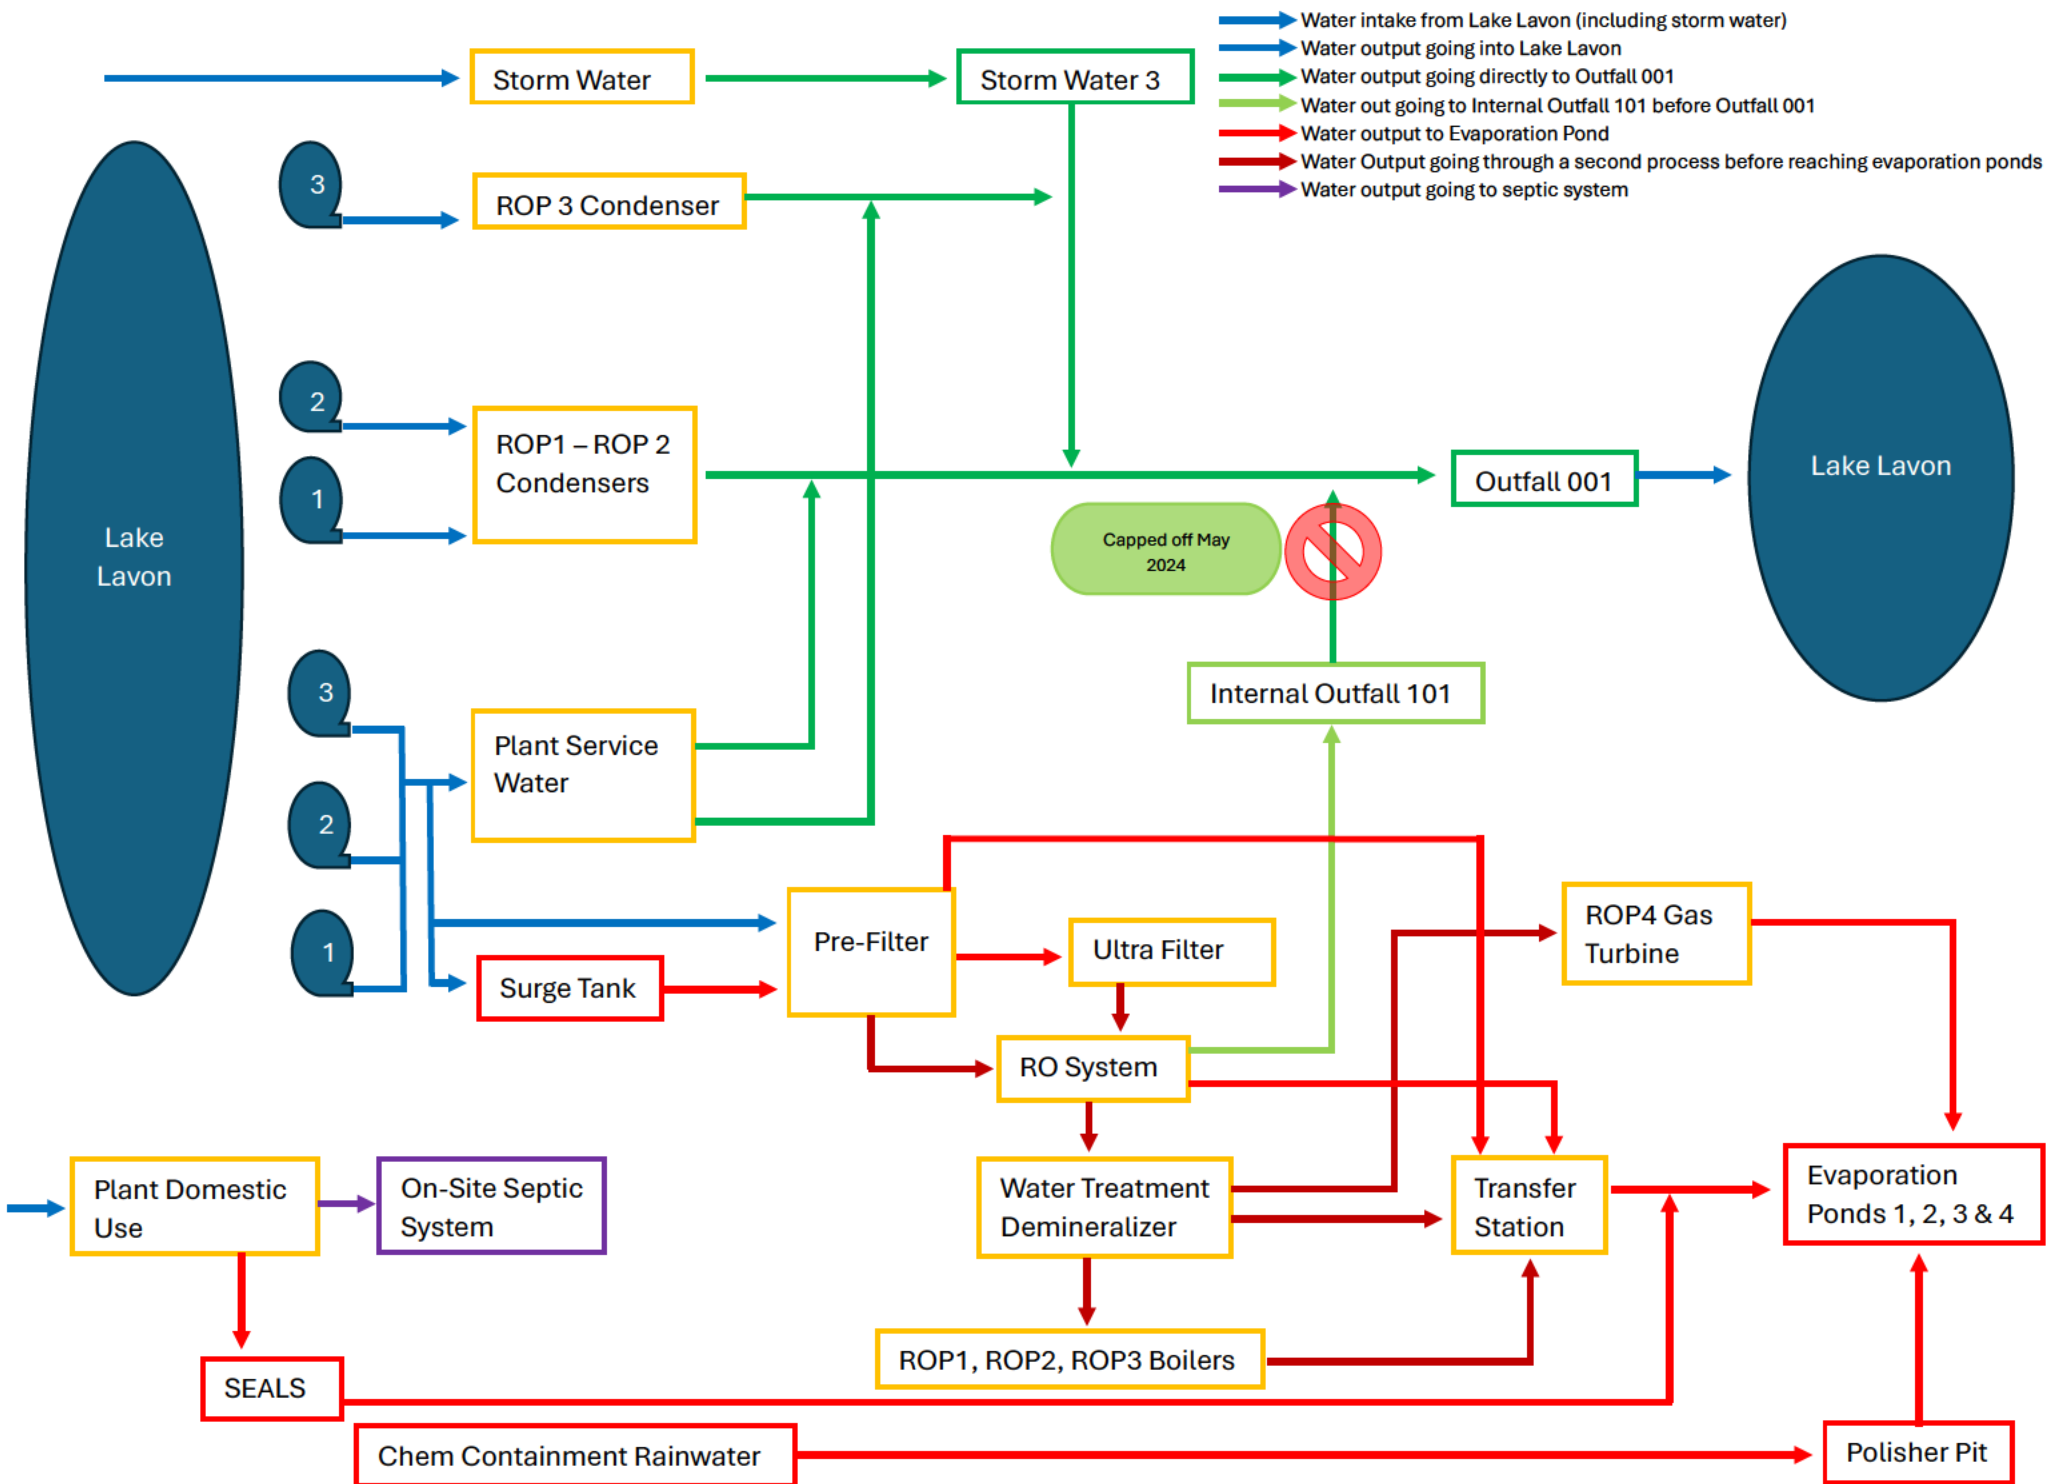 Water intake from Lake Lavon (including storm water)
Water output going into Lake Lavon
Water output going directly to Outfall 001
Water out going to Internal Outfall 101 before Outfall 001
Water output to Evaporation Pond
Water Output going through a second process before reaching evaporation ponds
Water output going to septic system
Storm Water
Storm Water 3
3
ROP 3 Condenser
2
1
ROP1 – ROP 2
Condensers
Outfall 001
Lake Lavon
Lake
Lavon
Capped off May
2024
Internal Outfall 101
3
2
1
Plant Service
Water
Pre-Filter
Ultra Filter
ROP4 Gas
Turbine
Surge Tank
RO System
Plant Domestic
Use
On-Site Septic
System
Water Treatment
Demineralizer
Transfer
Station
Evaporation
Ponds 1, 2, 3 & 4
ROP1, ROP2, ROP3 Boilers
SEALS
Chem Containment Rainwater
Polisher Pit